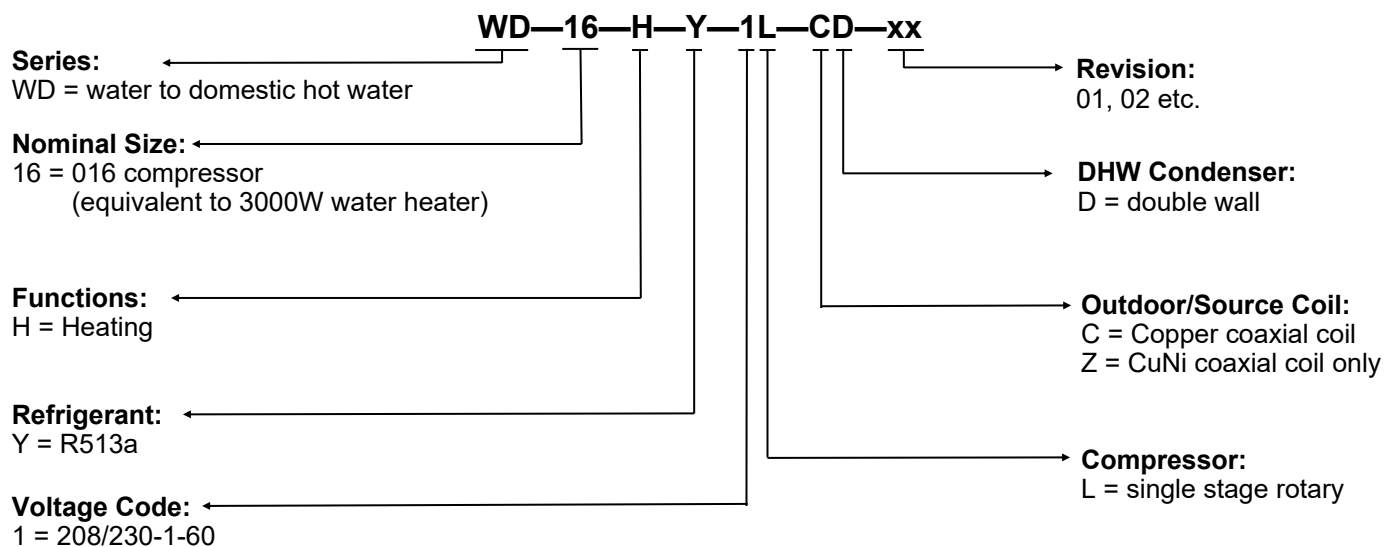 WD—16—H—Y—1L—CD—xx
Series:
WD = water to domestic hot water
Nominal Size:
16 = 016 compressor
(equivalent to 3000W water heater)
Functions:
H = Heating
Refrigerant:
Y = R513a
Voltage Code:
1 = 208/230-1-60
Revision:
01, 02 etc.
DHW Condenser:
D = double wall
Outdoor/Source Coil:
C = Copper coaxial coil
Z = CuNi coaxial coil only
Compressor:
L = single stage rotary